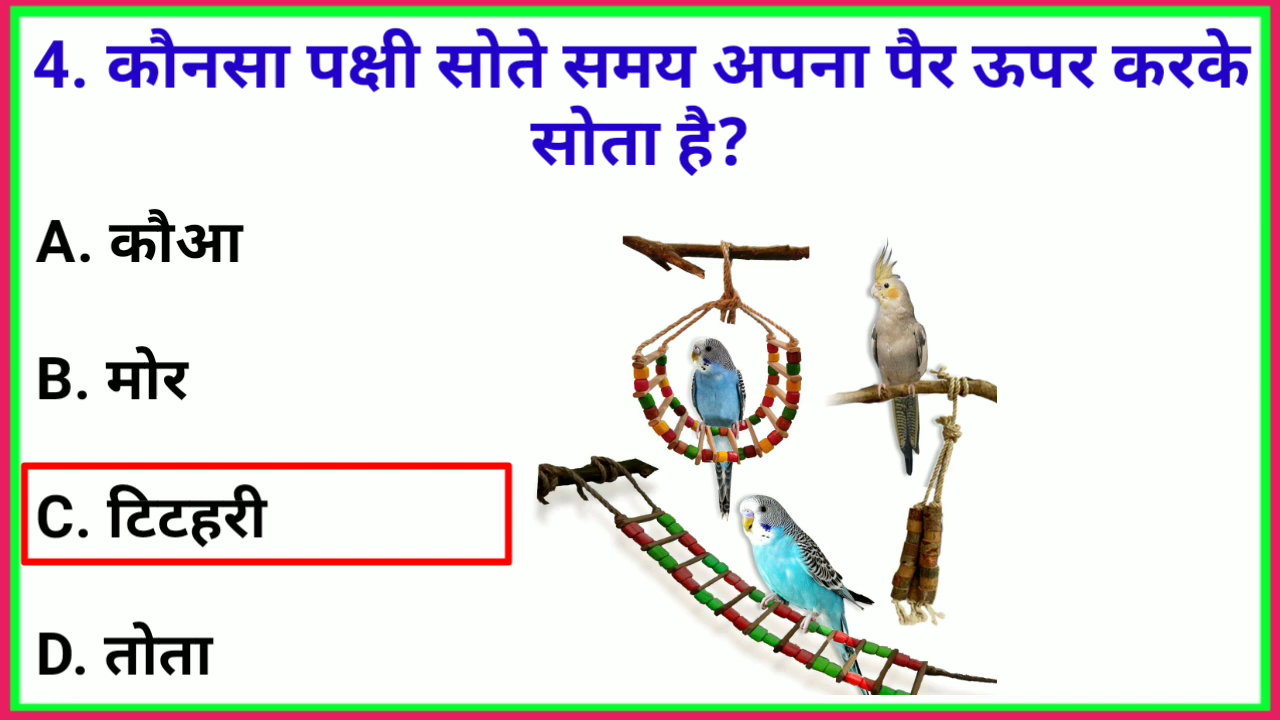 4. कौनसा पक्षी सोते समय अपना पैर ऊपर करके
सोता है?
A. कौआ
B. मोर
C. टिटहरी
D. तोता